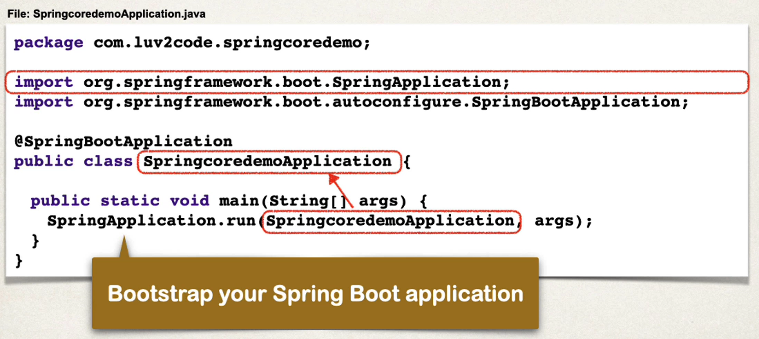 File: SpringcoredemoApplication.java
package com.luv2code.springcoredemo;
import org.springframework.boot.SpringApplication;
import org.springframework.boot.autoconfigure.SpringBootApplication;
@SpringBootApplication
public class SpringcoredemoApplication {
public static void main(String[] args) {
SpringApplication.run(SpringcoredemoApplication, args);
}
}
Bootstrap your Spring Boot application